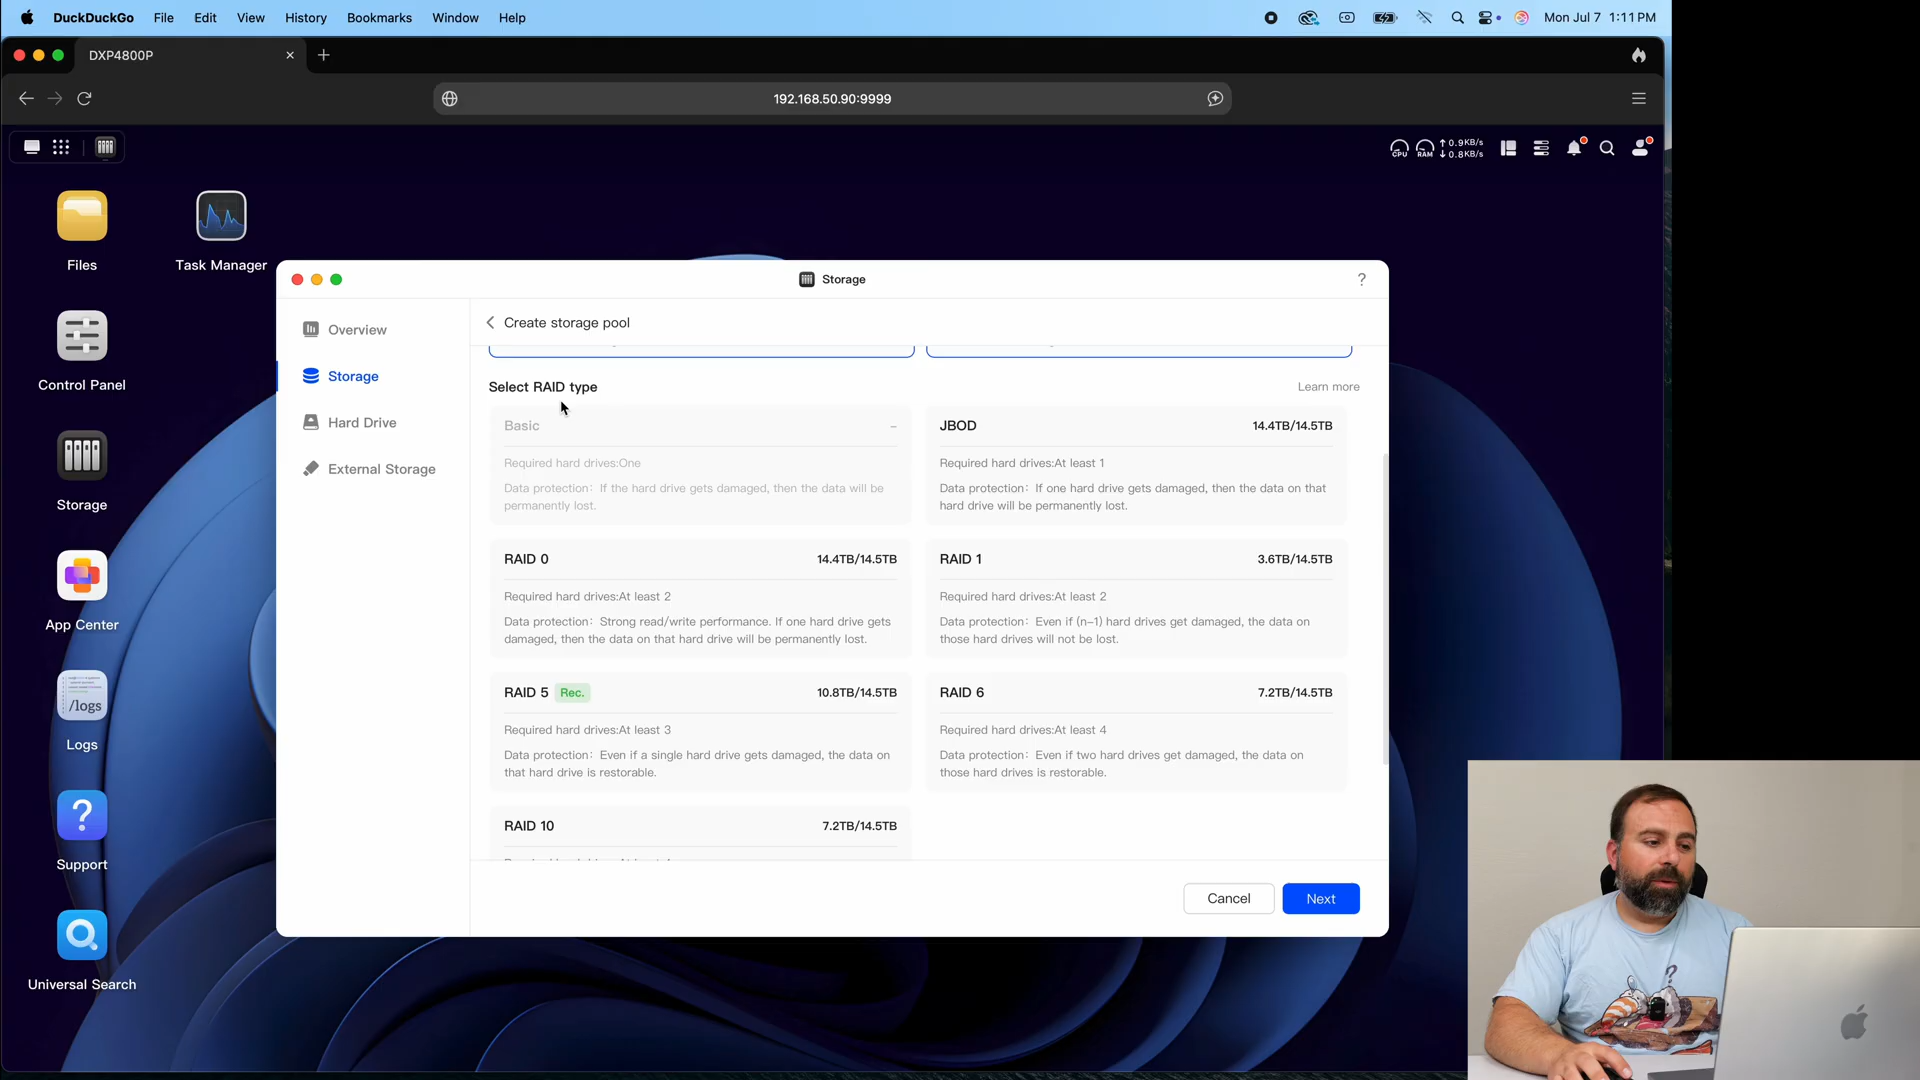 DuckDuckGo File Edit View History Bookmarks Window Help
Mon Jul 7 1:11PM
DXP4800P
192.168.50.90:9999
CPU RAM ↑ 0.9KB/s
↓ 0.8KB/s
Files
Task Manager
Control Panel
Storage
App Center
/logs
Logs
Support
Universal Search
Storage
?
Overview
Storage
Hard Drive
External Storage
Create storage pool
Select RAID type
Learn more
Basic –
Required hard drives:One
Data protection: If the hard drive gets damaged, then the data will be
permanently lost.
JBOD 14.4TB/14.5TB
Required hard drives:At least 1
Data protection: If one hard drive gets damaged, then the data on that
hard drive will be permanently lost.
RAID 0 14.4TB/14.5TB
Required hard drives:At least 2
Data protection: Strong read/write performance. If one hard drive gets
damaged, then the data on that hard drive will be permanently lost.
RAID 1 3.6TB/14.5TB
Required hard drives:At least 2
Data protection: Even if (n-1) hard drives get damaged, the data on
those hard drives will not be lost.
RAID 5 Rec. 10.8TB/14.5TB
Required hard drives:At least 3
Data protection: Even if a single hard drive gets damaged, the data on
that hard drive is restorable.
RAID 6 7.2TB/14.5TB
Required hard drives:At least 4
Data protection: Even if two hard drives get damaged, the data on
those hard drives is restorable.
RAID 10 7.2TB/14.5TB
Cancel
Next